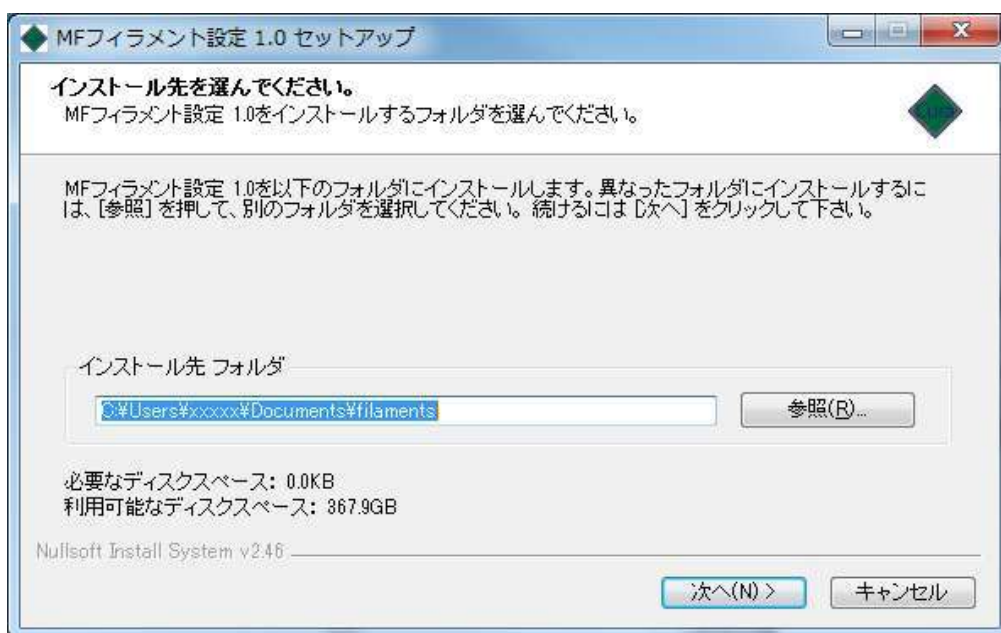 MFフィラメント設定 1.0 セットアップ
インストール先を選んでください。
MFフィラメント設定 1.0をインストールするフォルダを選んでください。
Cura
MFフィラメント設定 1.0を以下のフォルダにインストールします。異なったフォルダにインストールするに
は、[参照] を押して、別のフォルダを選択してください。続けるには [次へ] をクリックして下さい。
インストール先 フォルダ
C:¥Users¥xxxxx¥Documents¥filaments
参照(R)...
必要なディスクスペース: 0.0KB
利用可能なディスクスペース: 367.9GB
Nullsoft Install System v2.46
次へ(N) >
キャンセル